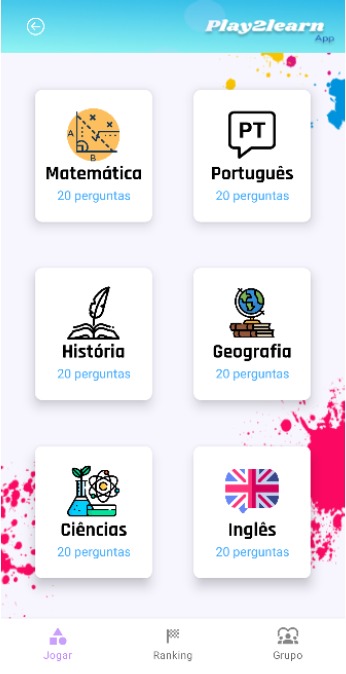 Play2learn
App
A
B
Matemática
20 perguntas
PT
Português
20 perguntas
História
20 perguntas
Geografia
20 perguntas
Ciências
20 perguntas
Inglês
20 perguntas
Jogar
Ranking
Grupo